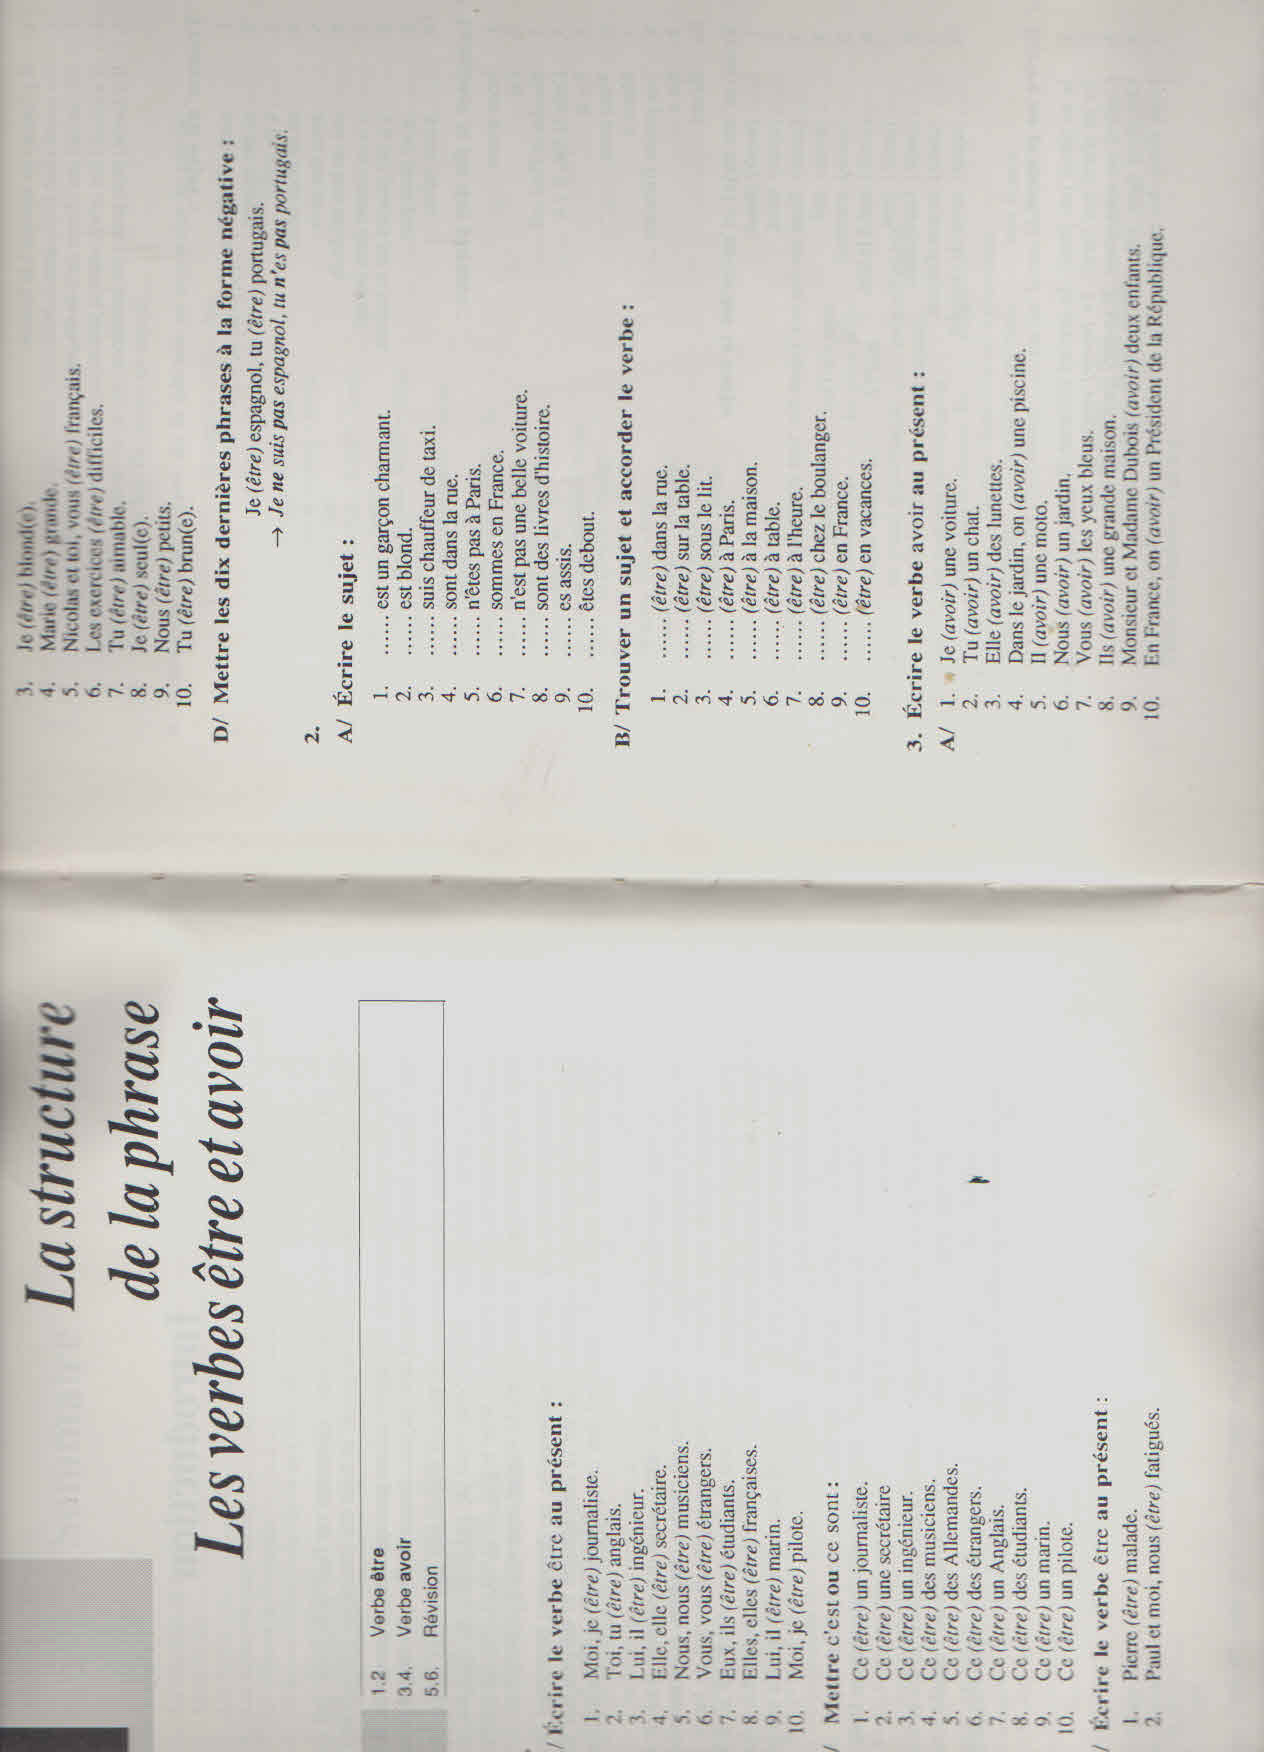 La structure
de la phrase
Les verbes être et avoir
1.2 Verbe être
3.4. Verbe avoir
5.6. Révision
/ Écrire le verbe être au présent :
1. Moi, je (être) journaliste.
2. Toi, tu (être) anglais.
3. Lui, il (être) ingénieur.
4. Elle, elle (être) secrétaire.
5. Nous, nous (être) musiciens.
6. Vous, vous (être) étrangers.
7. Eux, ils (être) étudiants.
8. Elles, elles (être) françaises.
9. Lui, il (être) marin.
10. Moi, je (être) pilote.
/ Mettre c'est ou ce sont :
1. Ce (être) un journaliste.
2. Ce (être) une secrétaire
3. Ce (être) un ingénieur.
4. Ce (être) des musiciens.
5. Ce (être) des Allemandes.
6. Ce (être) des étrangers.
7. Ce (être) un Anglais.
8. Ce (être) des étudiants.
9. Ce (être) un marin.
10. Ce (être) un pilote.
/ Écrire le verbe être au présent :
1. Pierre (être) malade.
2. Paul et moi, nous (être) fatigués.
3. Je (être) blond(e).
4. Marie (être) grande.
5. Nicolas et toi, vous (être) français.
6. Les exercices (être) difficiles.
7. Tu (être) aimable.
8. Je (être) seul(e).
9. Nous (être) petits.
10. Tu (être) brun(e).
D/ Mettre les dix dernières phrases à la forme négative :
Je (être) espagnol, tu (être) portugais.
→ Je ne suis pas espagnol, tu n'es pas portugais.
2.
A/ Écrire le sujet :
1. ...... est un garçon charmant.
2. ...... est blond.
3. ...... suis chauffeur de taxi.
4. ...... sont dans la rue.
5. ...... n'êtes pas à Paris.
6. ...... sommes en France.
7. ...... n'est pas une belle voiture.
8. ...... sont des livres d'histoire.
9. ...... es assis.
10. ...... êtes debout.
B/ Trouver un sujet et accorder le verbe :
1. ...... (être) dans la rue.
2. ...... (être) sur la table.
3. ...... (être) sous le lit.
4. ...... (être) à Paris.
5. ...... (être) à la maison.
6. ...... (être) à table.
7. ...... (être) à l'heure.
8. ...... (être) chez le boulanger.
9. ...... (être) en France.
10. ...... (être) en vacances.
3. Écrire le verbe avoir au présent :
A/ 1. Je (avoir) une voiture.
2. Tu (avoir) un chat.
3. Elle (avoir) des lunettes.
4. Dans le jardin, on (avoir) une piscine.
5. Il (avoir) une moto.
6. Nous (avoir) un jardin.
7. Vous (avoir) les yeux bleus.
8. Ils (avoir) une grande maison.
9. Monsieur et Madame Dubois (avoir) deux enfants.
10. En France, on (avoir) un Président de la République.